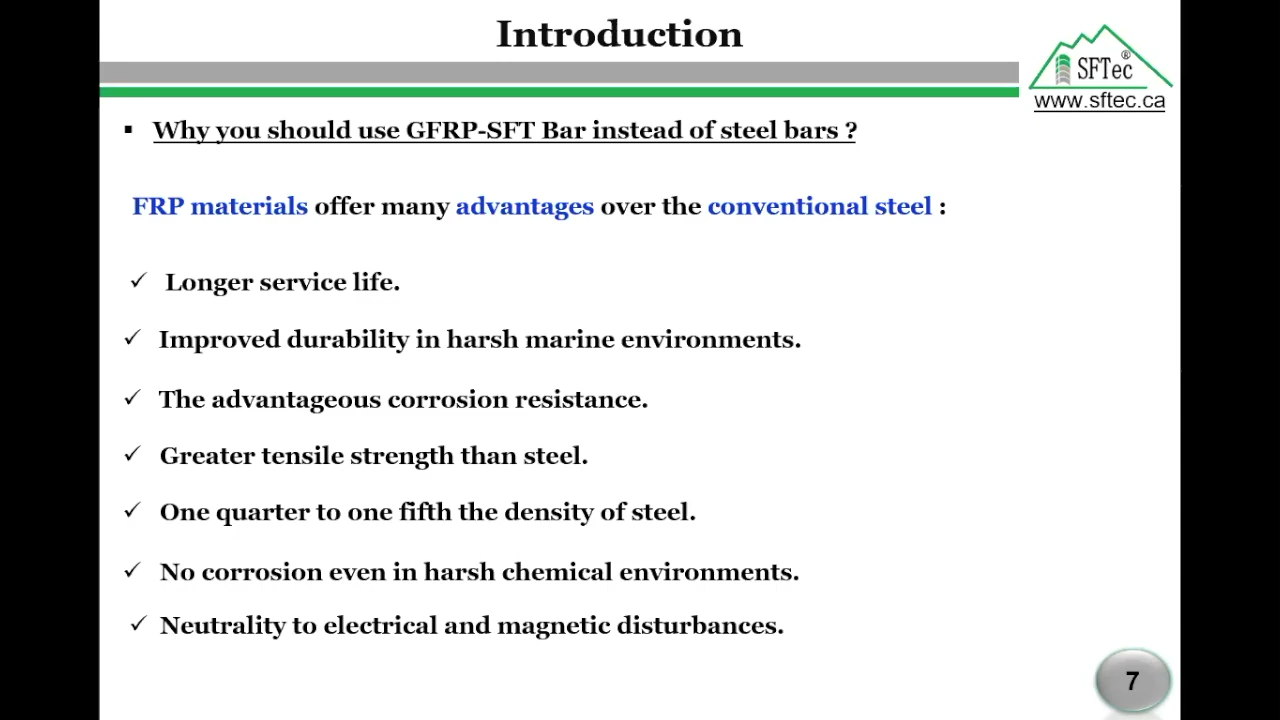 Introduction
SFTec®
www.sftec.ca
▪ Why you should use GFRP-SFT Bar instead of steel bars ?
FRP materials offer many advantages over the conventional steel :
✓ Longer service life.
✓ Improved durability in harsh marine environments.
✓ The advantageous corrosion resistance.
✓ Greater tensile strength than steel.
✓ One quarter to one fifth the density of steel.
✓ No corrosion even in harsh chemical environments.
✓ Neutrality to electrical and magnetic disturbances.
7